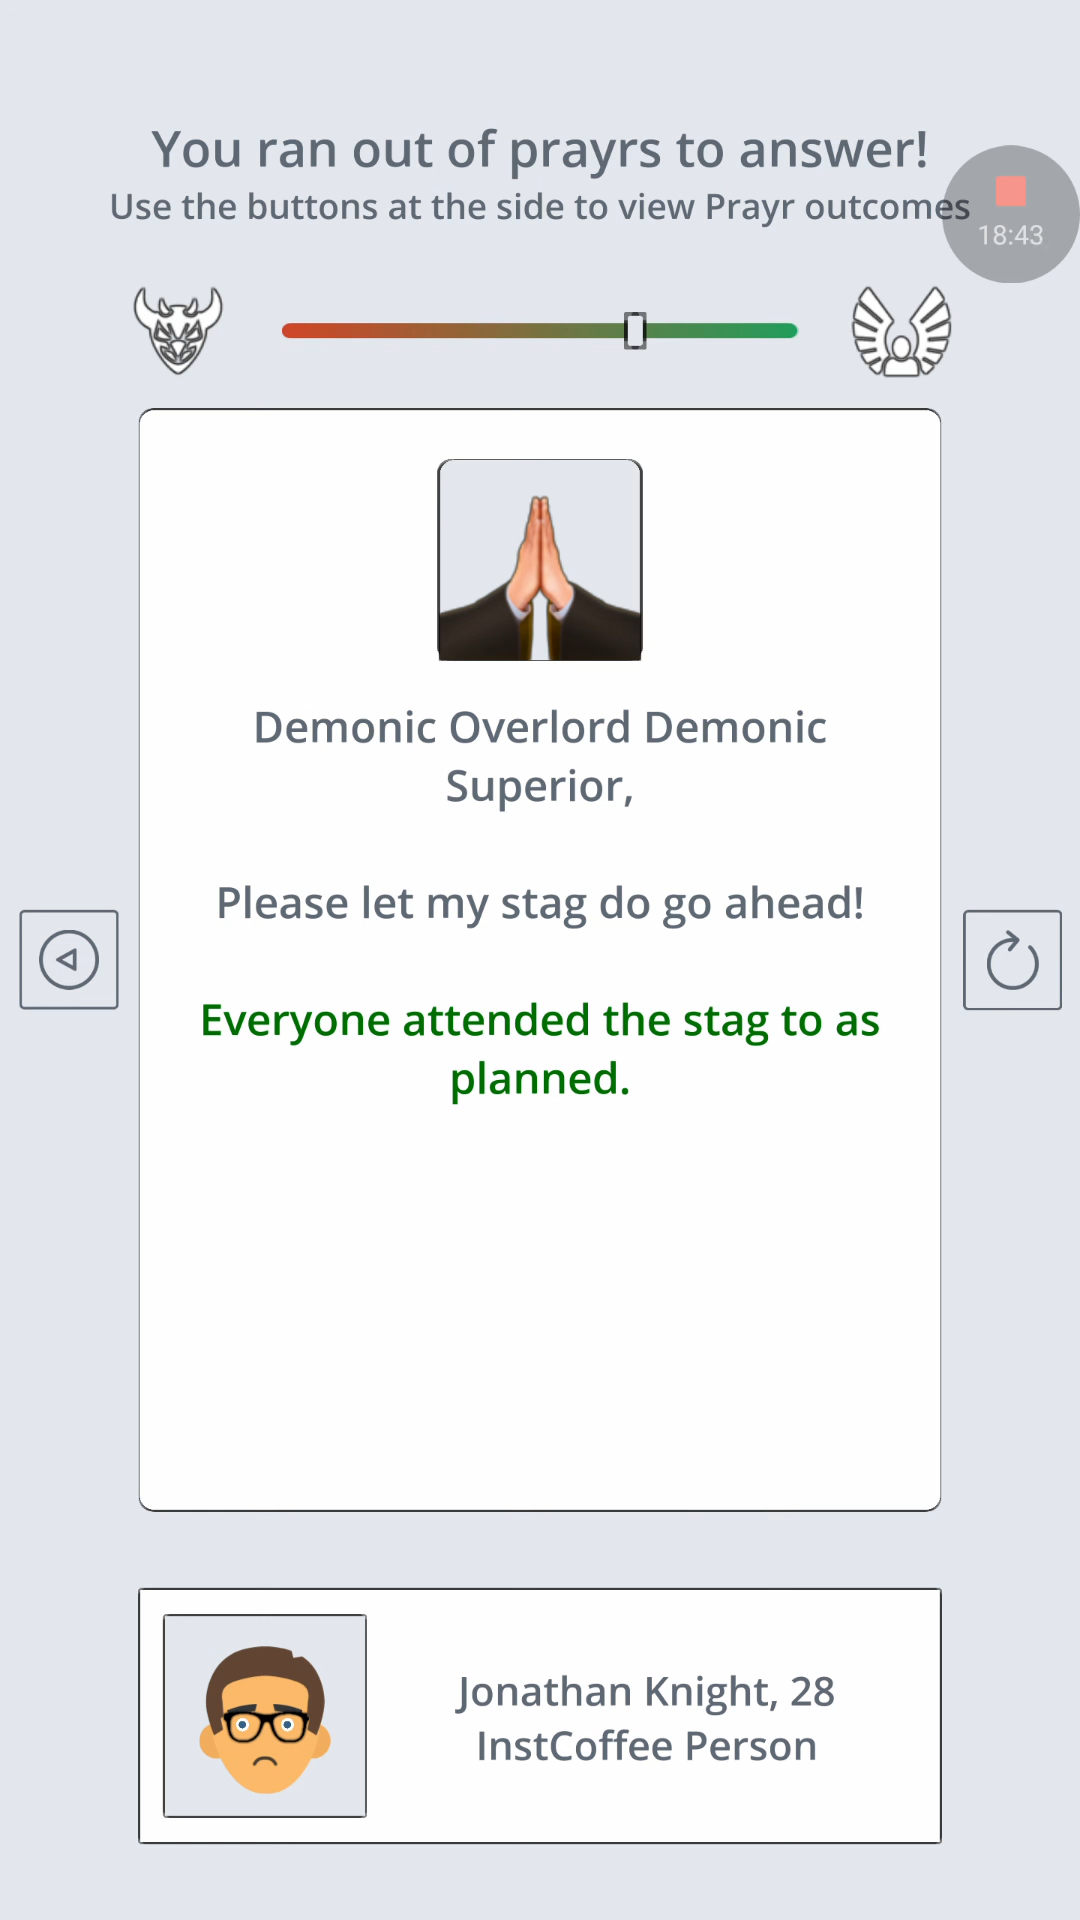 You ran out of prayrs to answer!
Use the buttons at the side to view Prayr outcomes
18:43
Demonic Overlord Demonic
Superior,
Please let my stag do go ahead!
Everyone attended the stag to as
planned.
Jonathan Knight, 28
InstCoffee Person